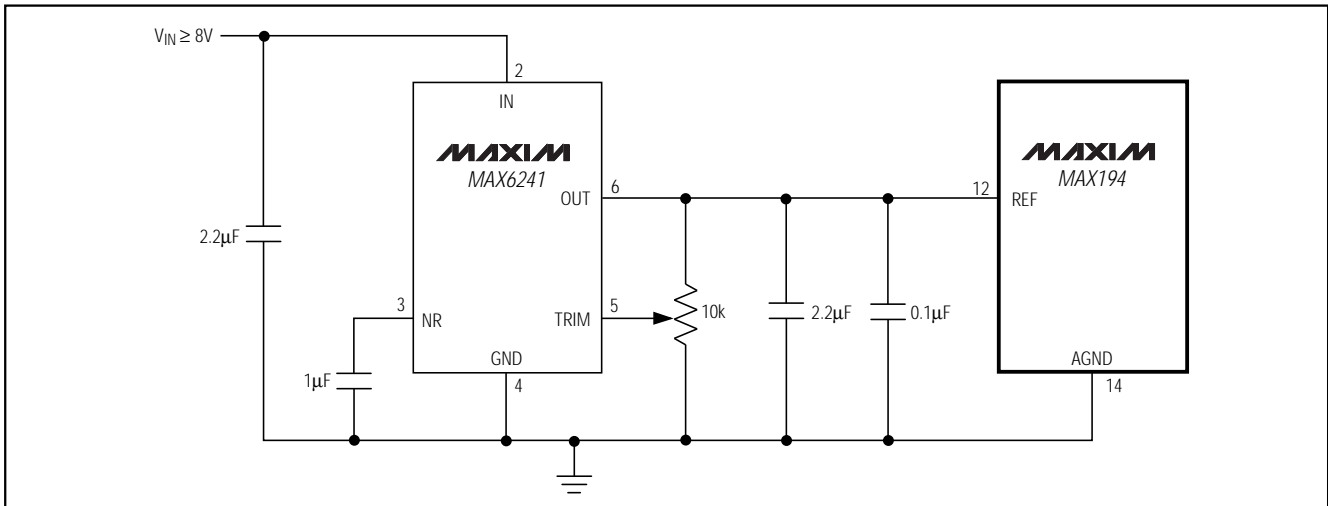 VIN ≥ 8V
2
IN
MAXIM
MAX6241
OUT
6
2.2µF
3
NR
TRIM
5
10k
2.2µF
0.1µF
1µF
GND
4
12
REF
MAXIM
MAX194
AGND
14